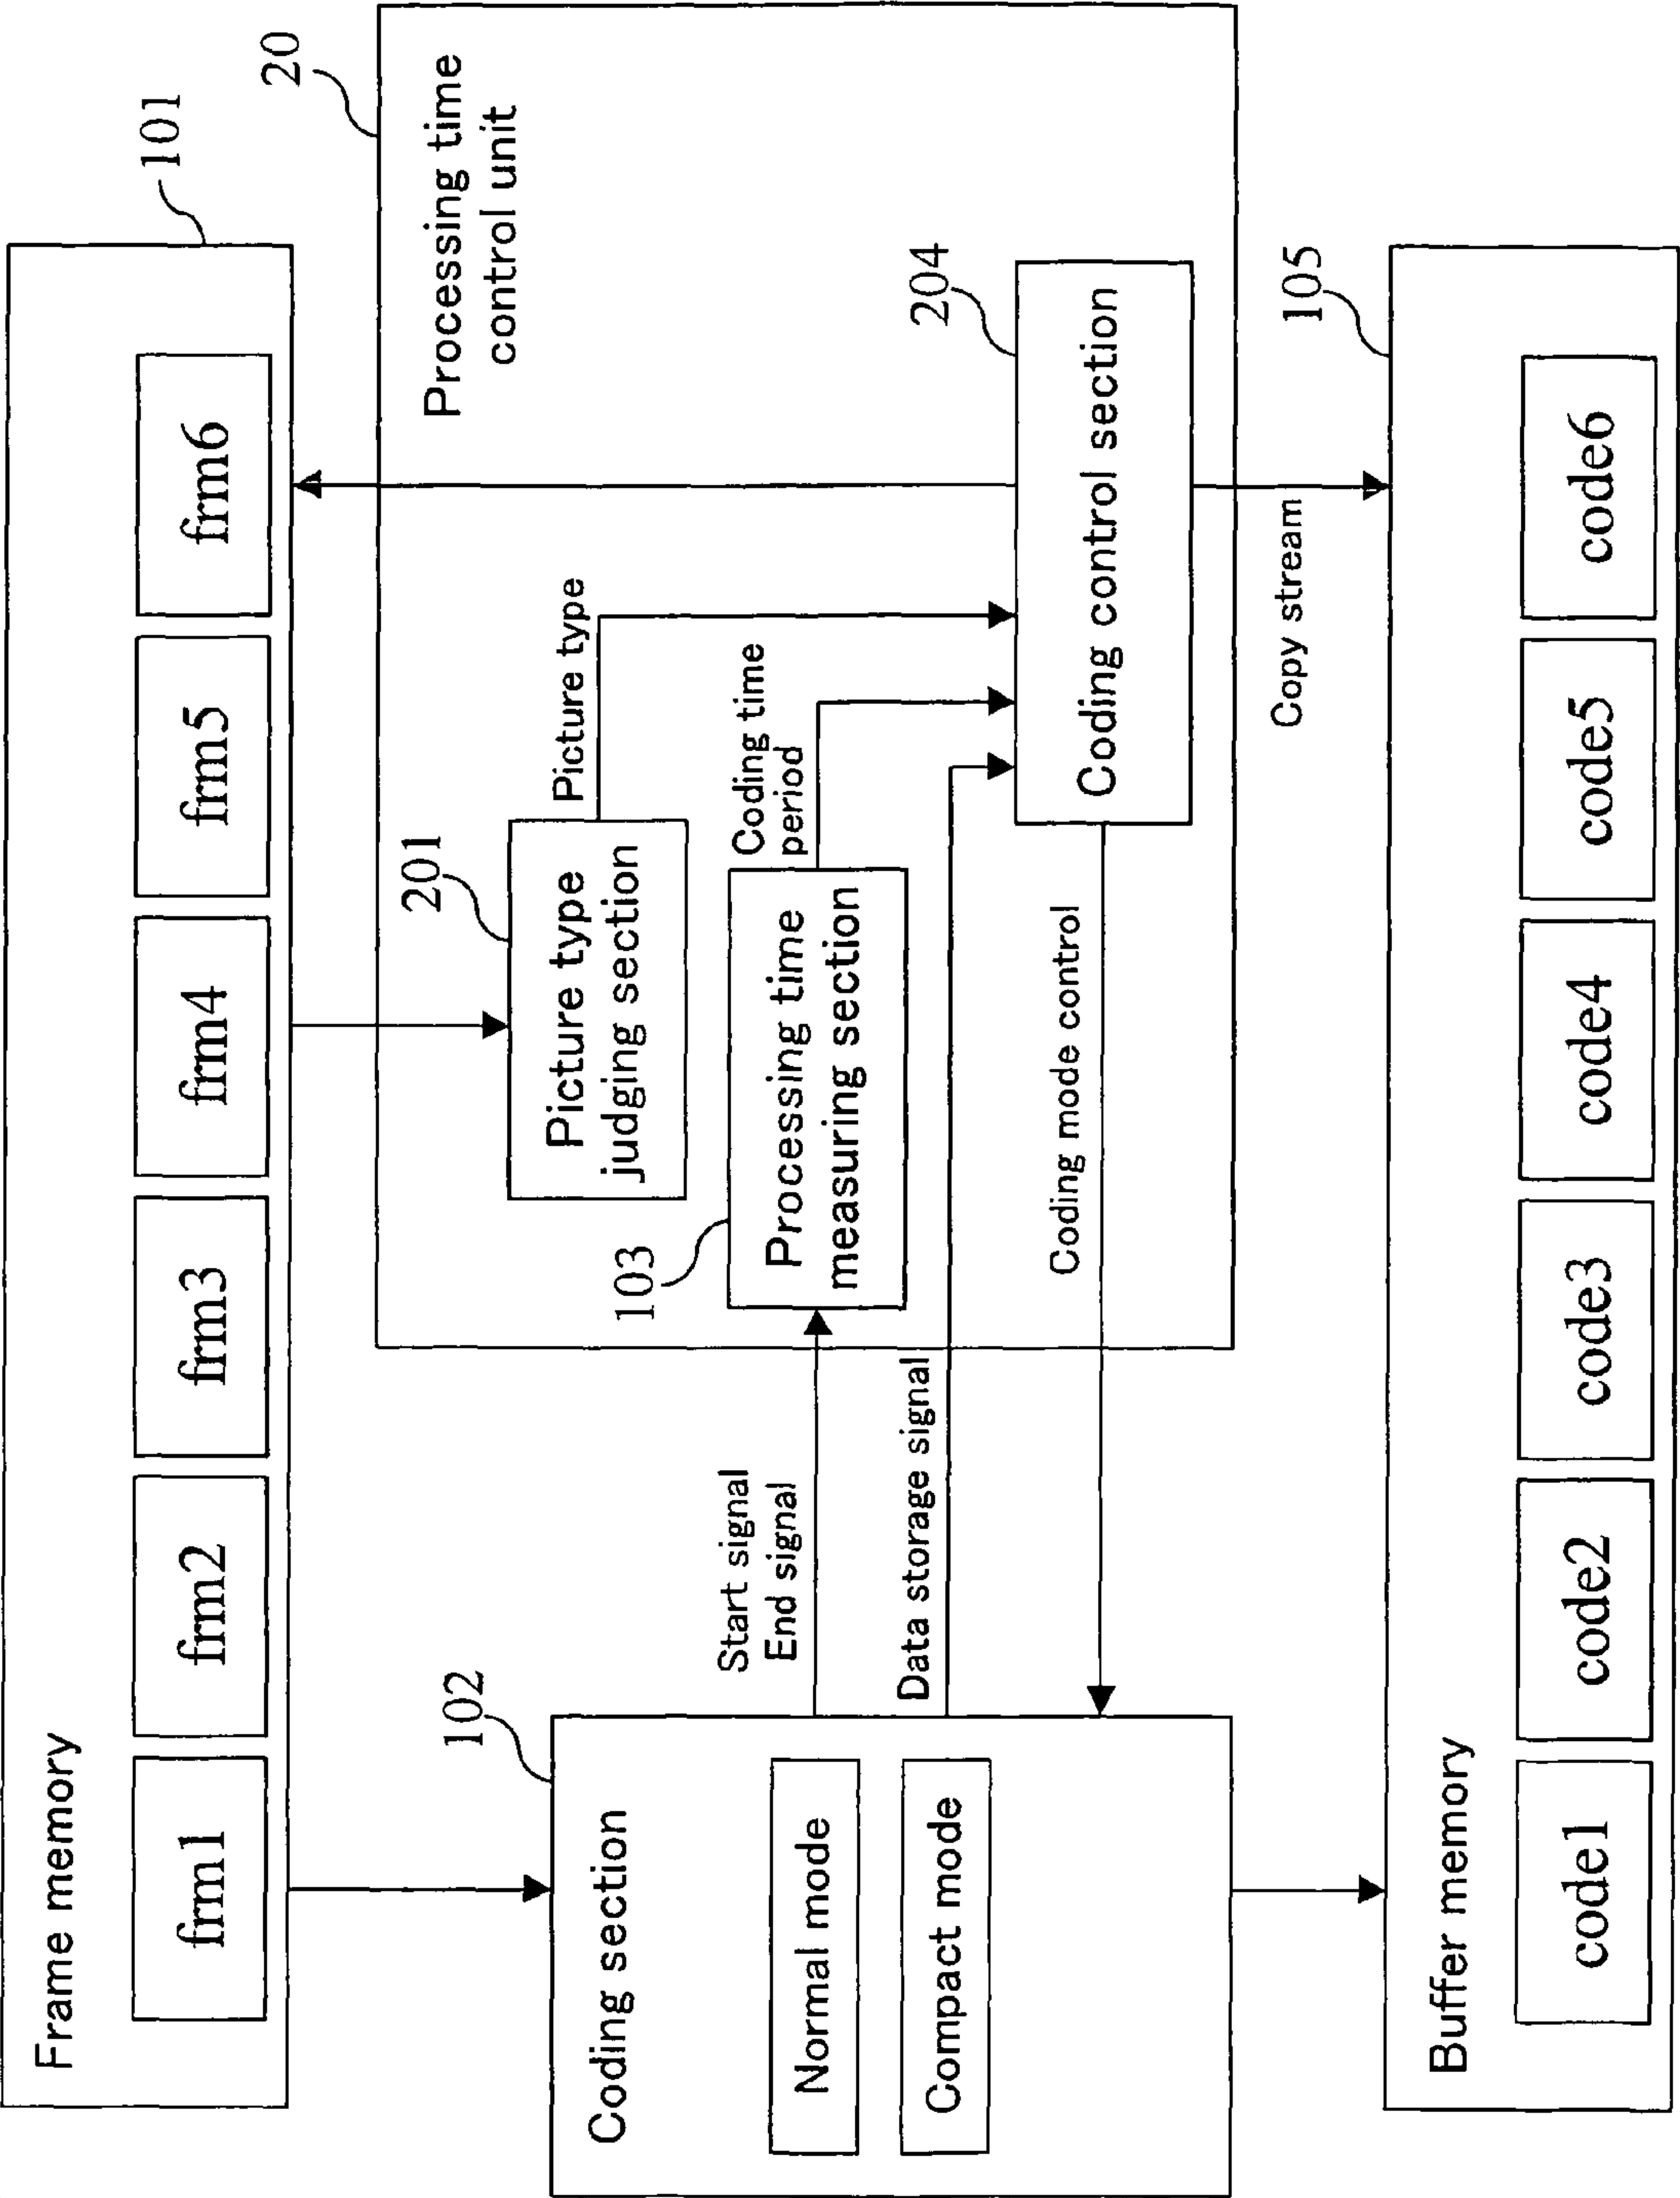 Frame memory
101
frm1
frm2
frm3
frm4
frm5
frm6
20
Processing time
control unit
201
Picture type
judging section
Picture type
103
Processing time
measuring section
Coding time
period
204
Coding control section
102
Coding section
Normal mode
Compact mode
Start signal
End signal
Data storage signal
Coding mode control
Copy stream
105
Buffer memory
code1
code2
code3
code4
code5
code6